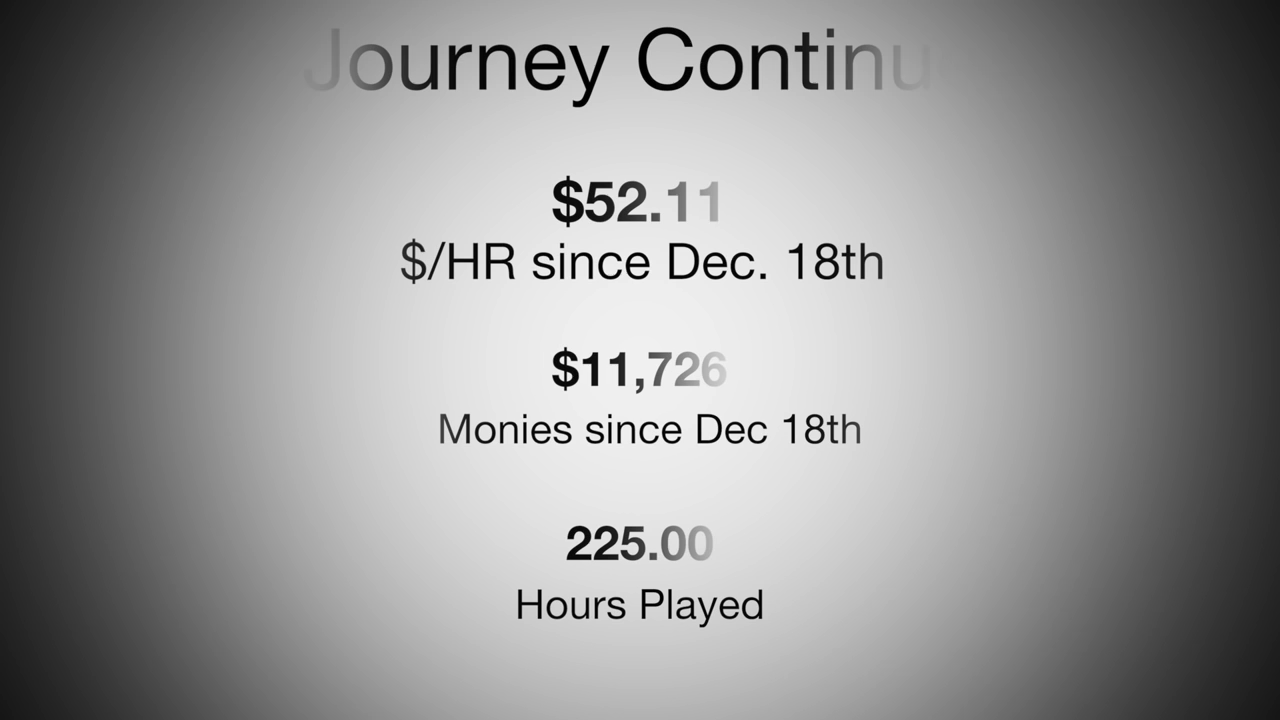 Journey Continu
$52.11
$/HR since Dec. 18th
$11,726
Monies since Dec 18th
225.00
Hours Played